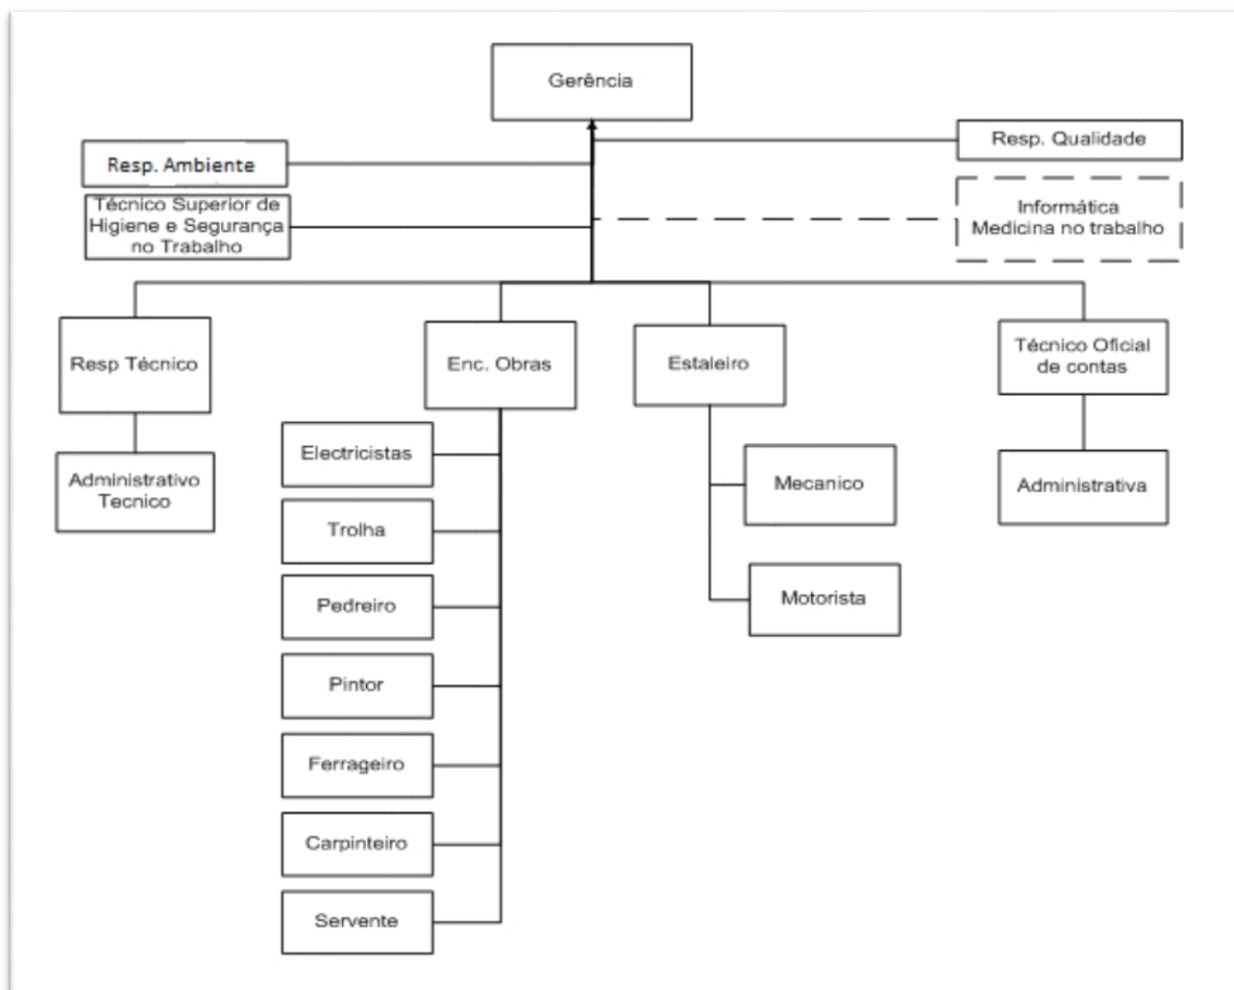 Gerência
Resp. Ambiente
Resp. Qualidade
Técnico Superior de
Higiene e Segurança
no Trabalho
Informática
Medicina no trabalho
Resp Técnico
Enc. Obras
Estaleiro
Técnico Oficial
de contas
Administrativo
Tecnico
Electricistas
Trolha
Pedreiro
Pintor
Ferrageiro
Carpinteiro
Servente
Mecanico
Motorista
Administrativa